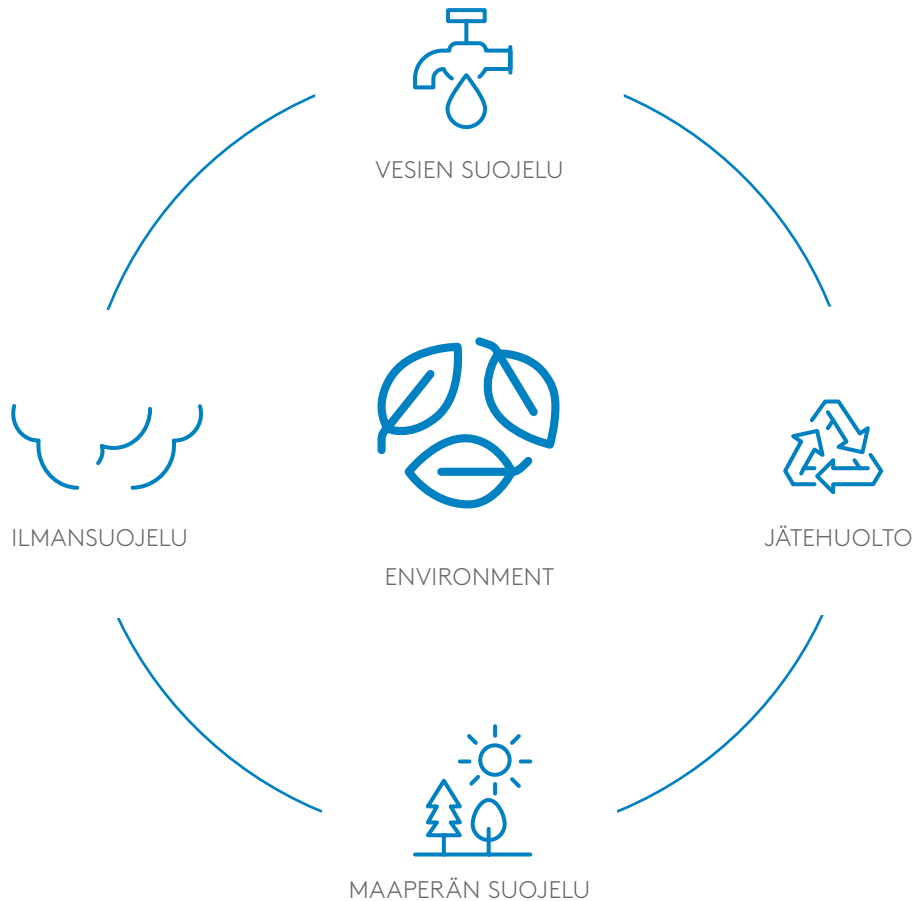 VESIEN SUOJELU
ILMANSUOJELU
JÄTEHUOLTO
ENVIRONMENT
MAAPERÄN SUOJELU